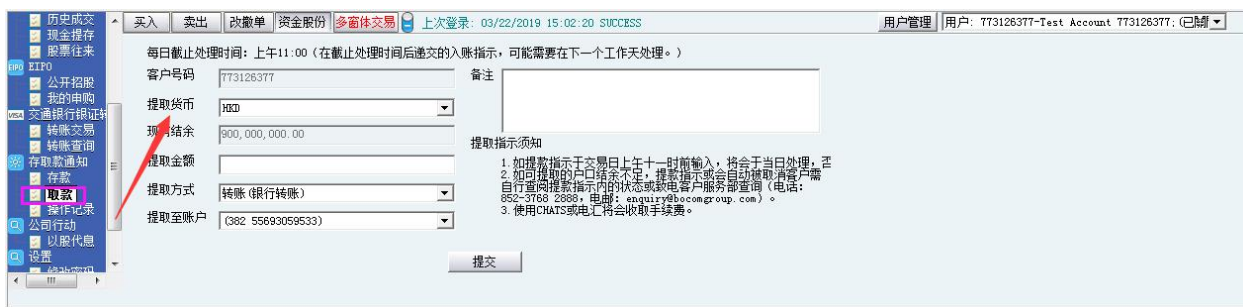 历史成交
现金提存
股票往来
EIPO
公开招股
我的申购
交通银行银证转
转账交易
转账查询
存取款通知
存款
取款
操作记录
公司行动
以股代息
设置
修改密码
买入 卖出 改撤单 资金股份 多窗体交易 上次登录: 03/22/2019 15:02:20 SUCCESS 用户管理 用户: 773126377-Test Account 773126377;
每日截止处理时间：上午11:00（在截止处理时间后递交的入账指示，可能需要在下一个工作天处理。）
客户号码 773126377 备注
提取货币 HKD
现 结余 900,000,000.00
提取金额
提取方式 转账(银行转账)
提取至账户 (382 55693059533)
提取指示须知
1.如提款指示于交易日上午十一时前输入，将会于当日处理，否
2.如可提取的户口结余不足，提款指示或会自动被取消客户需
自行查阅提款指示内的状态或致电客户服务部查询（电话：
852-3768 2888，电邮：enquiry@bocomgroup.com）。
3.使用CHATS或电汇将会收取手续费。
提交